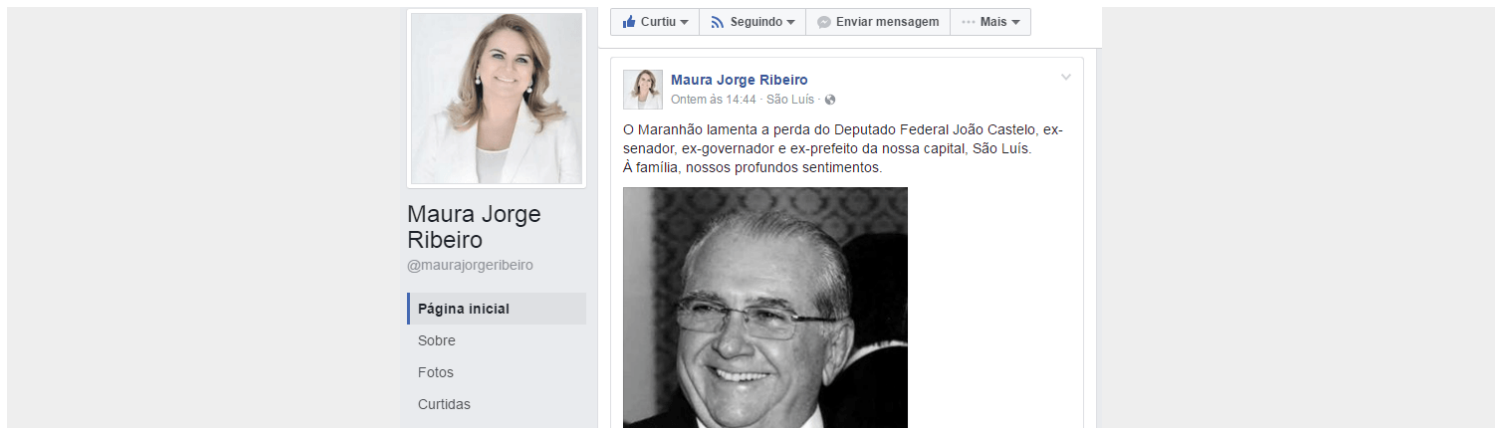 Curtiu
Seguindo
Enviar mensagem
Mais
Maura Jorge Ribeiro
Ontem às 14:44 · São Luís ·
O Maranhão lamenta a perda do Deputado Federal João Castelo, ex-
senador, ex-governador e ex-prefeito da nossa capital, São Luís.
À família, nossos profundos sentimentos.
Maura Jorge
Ribeiro
@maurajorgeribeiro
Página inicial
Sobre
Fotos
Curtidas